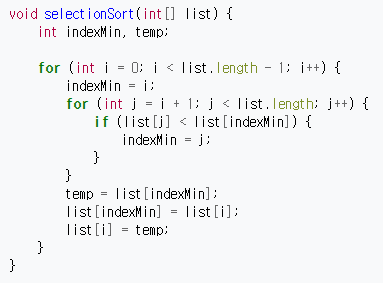 void selectionSort(int[] list) {
    int indexMin, temp;

    for (int i = 0; i < list.length - 1; i++) {
        indexMin = i;
        for (int j = i + 1; j < list.length; j++) {
            if (list[j] < list[indexMin]) {
                indexMin = j;
            }
        }
        temp = list[indexMin];
        list[indexMin] = list[i];
        list[i] = temp;
    }
}